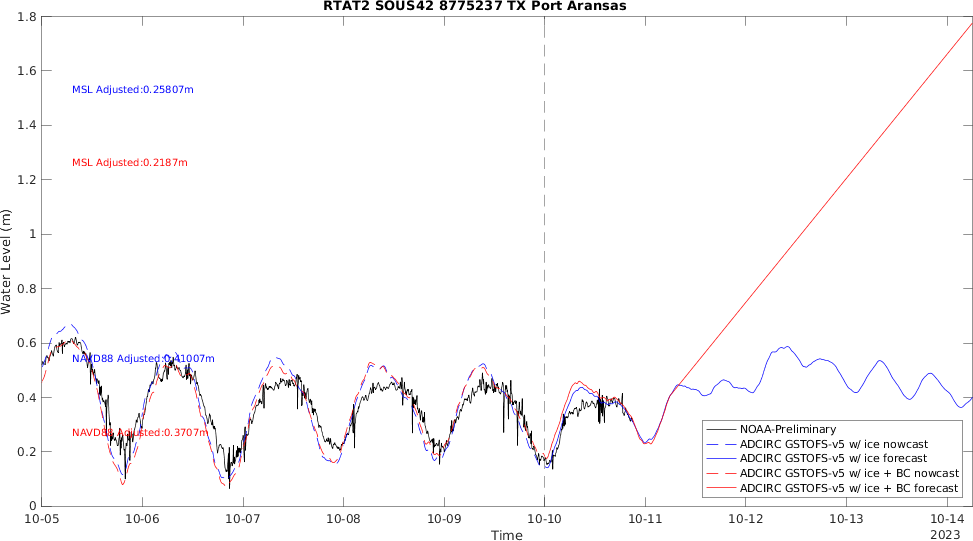 RTAT2 SOUS42 8775237 TX Port Aransas
1.8
1.6
1.4
1.2
1
0.8
0.6
0.4
0.2
0
Water Level (m)
MSL Adjusted:0.25807m
MSL Adjusted:0.2187m
NAVD88 Adjusted:0.41007m
NAVD88 Adjusted:0.3707m
NOAA-Preliminary
ADCIRC GSTOFS-v5 w/ ice nowcast
ADCIRC GSTOFS-v5 w/ ice forecast
ADCIRC GSTOFS-v5 w/ ice + BC nowcast
ADCIRC GSTOFS-v5 w/ ice + BC forecast
10-05 10-06 10-07 10-08 10-09 10-10 10-11 10-12 10-13 10-14
2023
Time